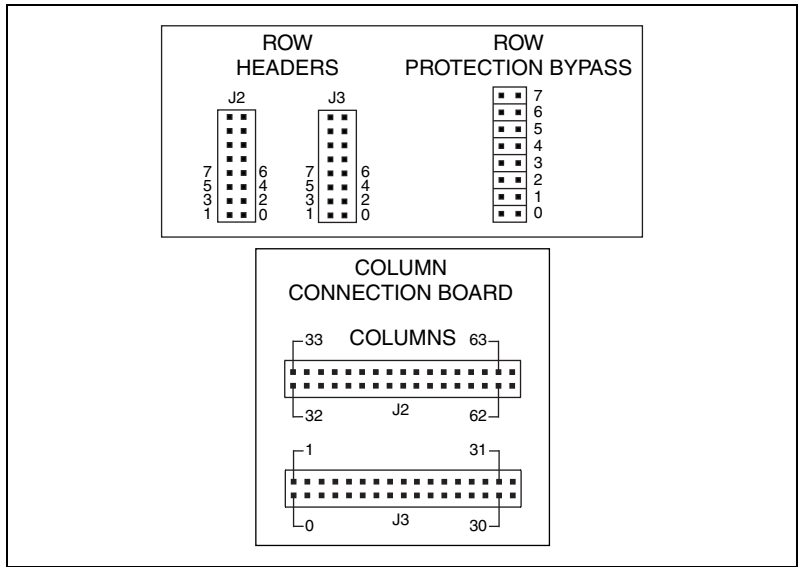 ROW
HEADERS
J2 J3
7 6
5 4
3 2
1 0
7 6
5 4
3 2
1 0
ROW
PROTECTION BYPASS
7
6
5
4
3
2
1
0
COLUMN
CONNECTION BOARD
33 COLUMNS 63
32 J2 62
1 31
0 J3 30